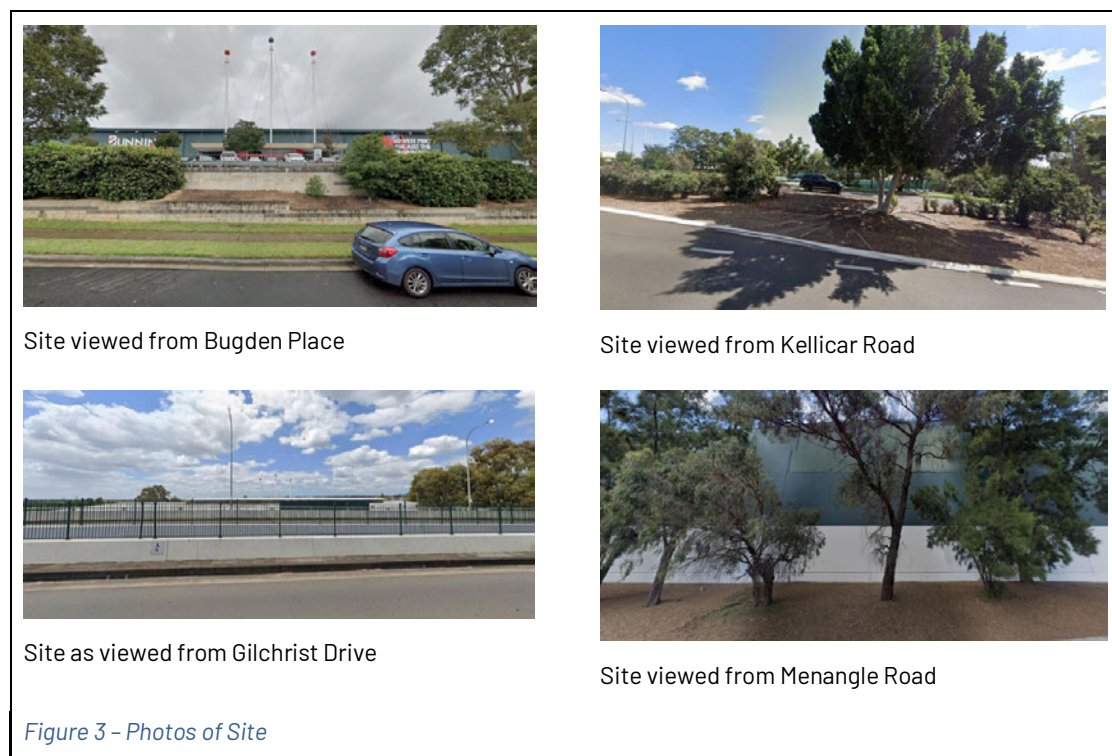 BUNNIN
Site viewed from Bugden Place
Site viewed from Kellicar Road
Site as viewed from Gilchrist Drive
Site viewed from Menangle Road
Figure 3 – Photos of Site